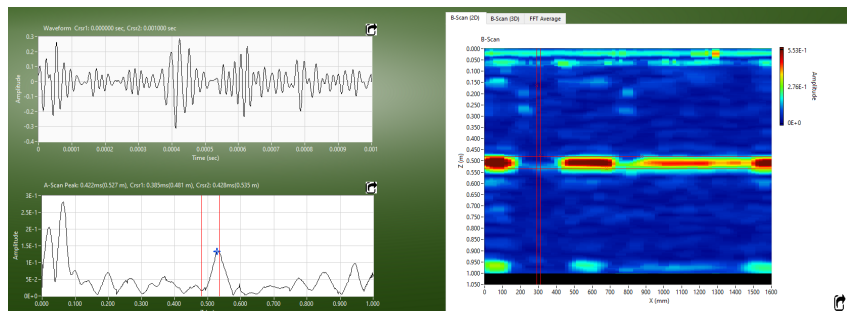 Waveform Crsr1: 0.000000 sec, Crsr2: 0.001000 sec
Amplitude
0.3
0.2
0.1
0
-0.1
-0.2
-0.3
-0.4
0 0.0001 0.0002 0.0003 0.0004 0.0005 0.0006 0.0007 0.0008 0.0009 0.001
Time (sec)
A-Scan Peak: 0.422ms(0.527 m), Crsr1: 0.385ms(0.481 m), Crsr2: 0.428ms(0.535 m)
Amplitude
3E-1
2.5E-1
2E-1
1.5E-1
1E-1
5E-2
0E+0
0.000 0.100 0.200 0.300 0.400 0.500 0.600 0.700 0.800 0.900 1.000
B-Scan (2D) B-Scan (3D) FFT Average
B-Scan
Z (m)
0.000
0.050
0.100
0.150
0.200
0.250
0.300
0.350
0.400
0.450
0.500
0.550
0.600
0.650
0.700
0.750
0.800
0.850
0.900
0.950
1.000
1.050
0 100 200 300 400 500 600 700 800 900 1000 1100 1200 1300 1400 1500 1600
X (mm)
5.53E-1
2.76E-1
0E+0
Amplitude